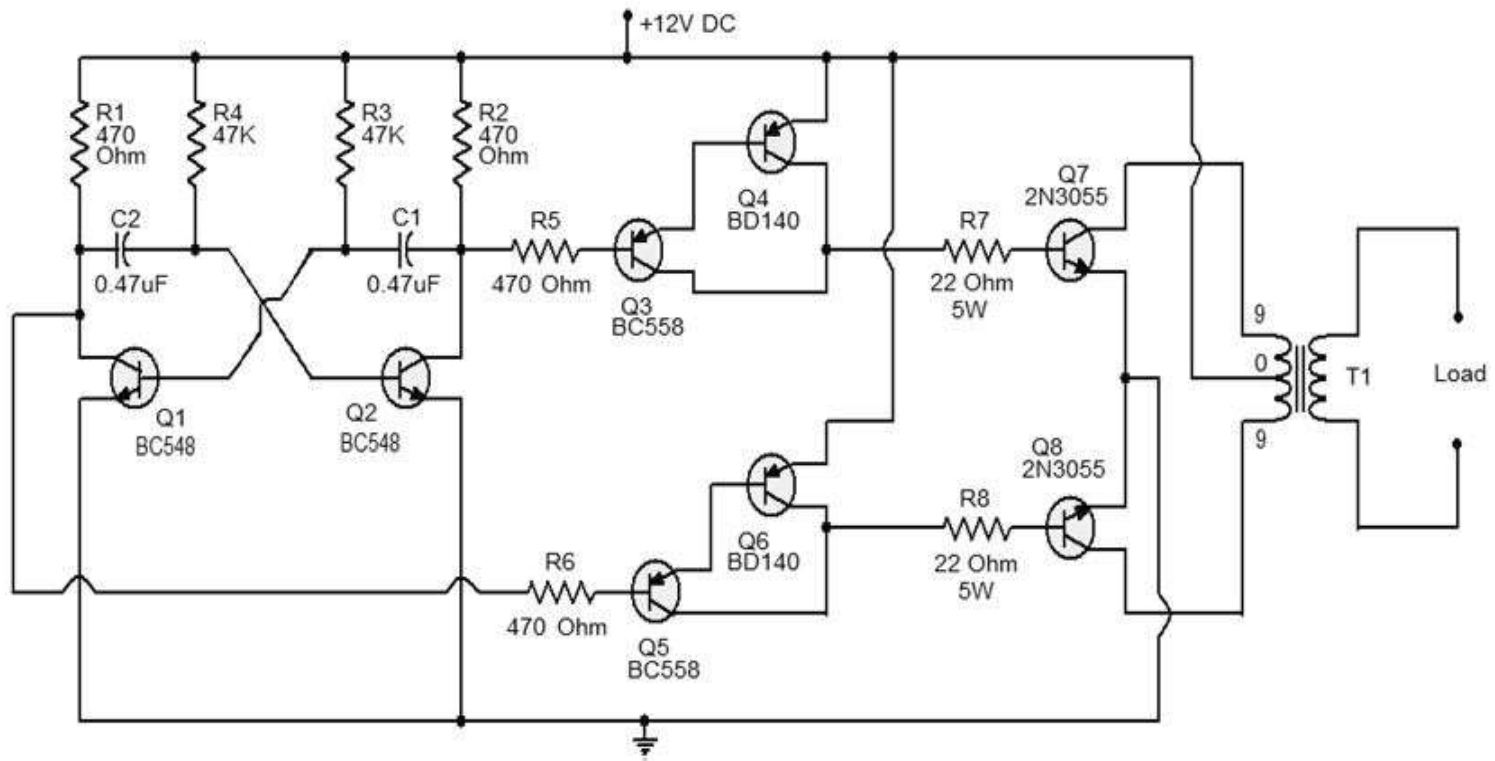 +12V DC
R1
470
Ohm
R4
47K
R3
47K
R2
470
Ohm
C2
0.47uF
C1
0.47uF
R5
470 Ohm
Q3
BC558
Q4
BD140
R7
22 Ohm
5W
Q7
2N3055
9
0
9
T1
Load
Q1
BC548
Q2
BC548
R6
470 Ohm
Q5
BC558
Q6
BD140
R8
22 Ohm
5W
Q8
2N3055